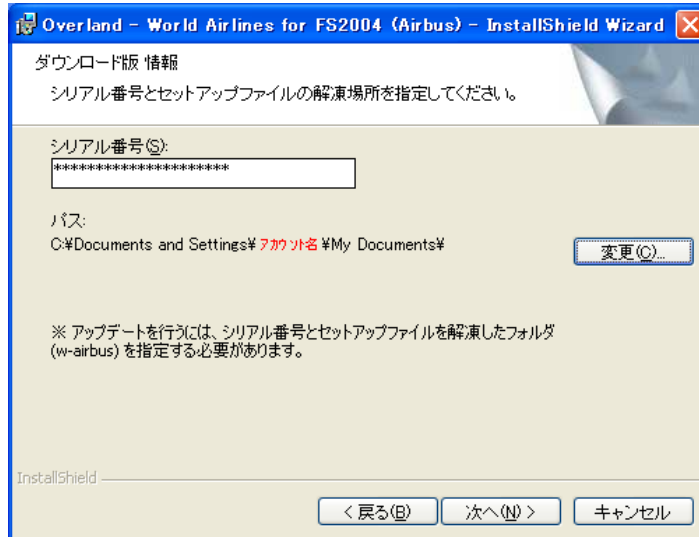 Overland - World Airlines for FS2004 (Airbus) - InstallShield Wizard
ダウンロード版 情報
シリアル番号とセットアップファイルの解凍場所を指定してください。
シリアル番号(S):
*********************
パス:
C:¥Documents and Settings¥アカウント名¥My Documents¥
変更(C)...
※ アップデートを行うには、シリアル番号とセットアップファイルを解凍したフォルダ
(w-airbus) を指定する必要があります。
InstallShield
< 戻る(B)
次へ(N) >
キャンセル